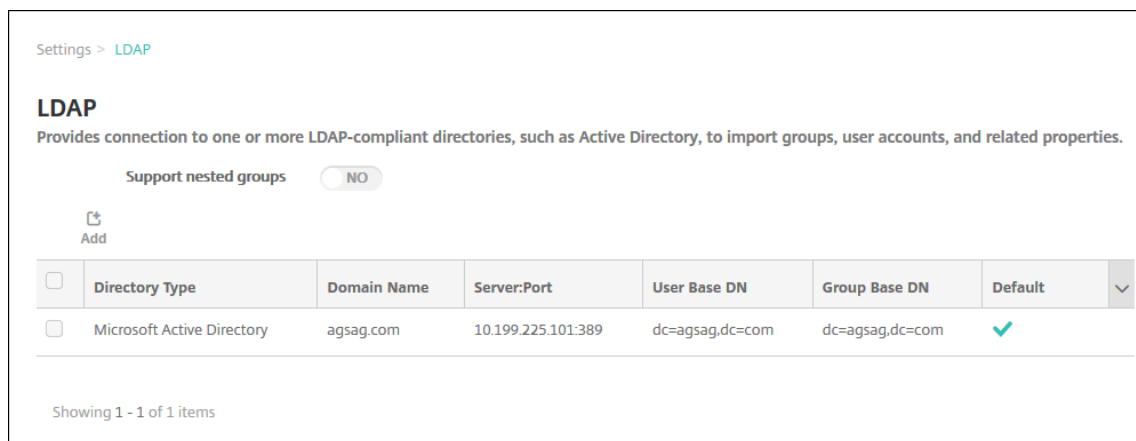 Settings > LDAP
LDAP
Provides connection to one or more LDAP-compliant directories, such as Active Directory, to import groups, user accounts, and related properties.
Support nested groups NO
Add
Directory Type Domain Name Server:Port User Base DN Group Base DN Default
Microsoft Active Directory agsag.com 10.199.225.101:389 dc=agsag,dc=com dc=agsag,dc=com
Showing 1 - 1 of 1 items